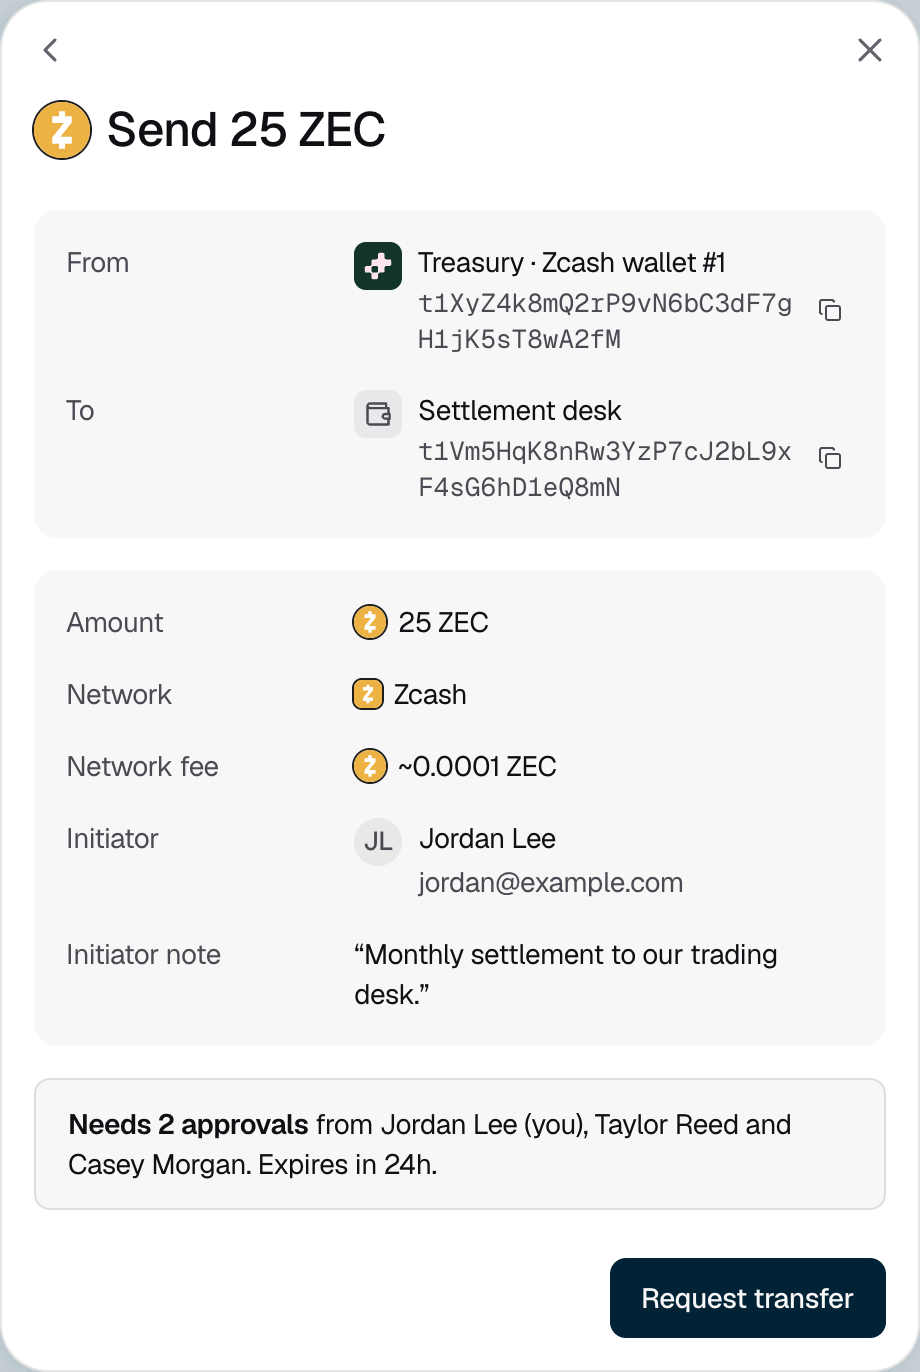 Send 25 ZEC
From
Treasury · Zcash wallet #1
t1XyZ4k8mQ2rP9vN6bC3dF7g
H1jK5sT8wA2fM
To
Settlement desk
t1Vm5HqK8nRw3YzP7cJ2bL9x
F4sG6hD1eQ8mN
Amount
25 ZEC
Network
Zcash
Network fee
~0.0001 ZEC
Initiator
JL
Jordan Lee
jordan@example.com
Initiator note
“Monthly settlement to our trading
desk.”
Needs 2 approvals from Jordan Lee (you), Taylor Reed and
Casey Morgan. Expires in 24h.
Request transfer